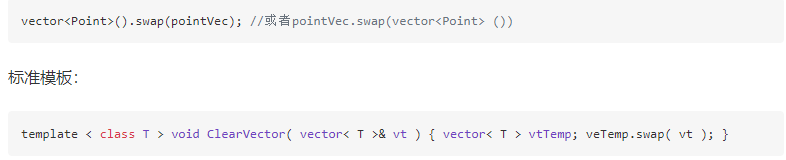 vector<Point>().swap(pointVec); //或者pointVec.swap(vector<Point> ())
标准模板：
template < class T > void ClearVector( vector< T >& vt ) { vector< T > vtTemp; veTemp.swap( vt ); }